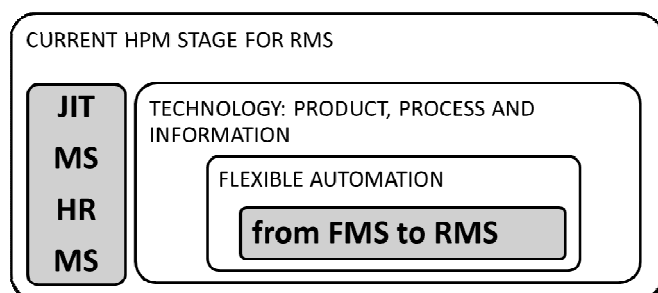 CURRENT HPM STAGE FOR RMS
JIT
MS
HR
MS
TECHNOLOGY: PRODUCT, PROCESS AND
INFORMATION
FLEXIBLE AUTOMATION
from FMS to RMS